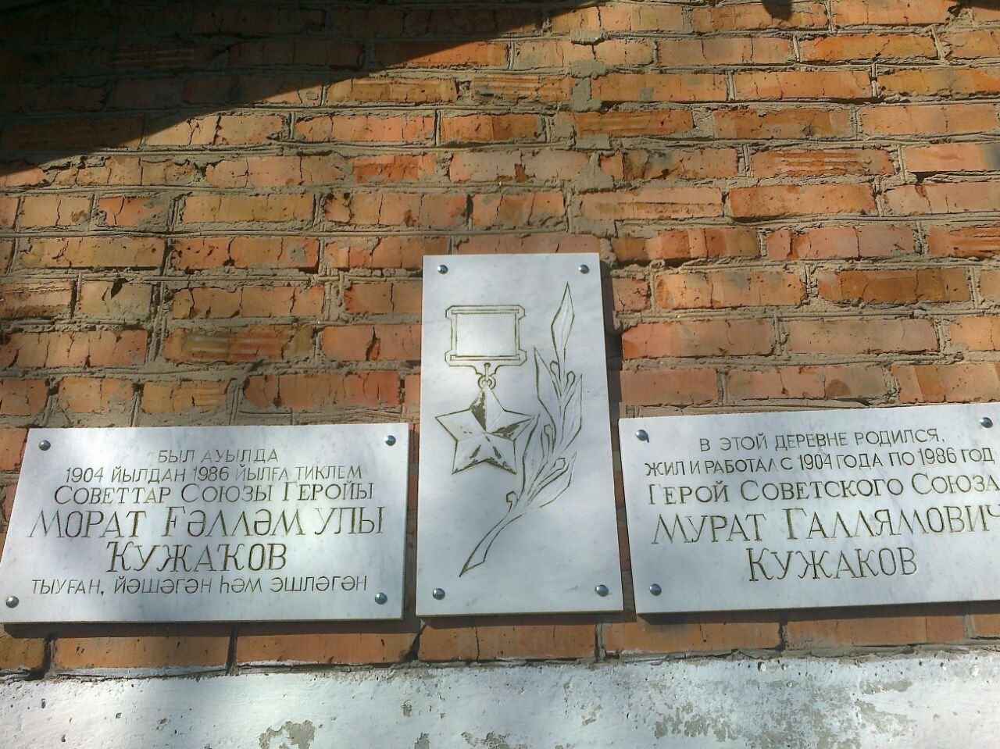 БЫЛ АУЫЛДА
1904 ЙЫЛДАН 1986 ЙЫЛҒА ТИКЛЕМ
СОВЕТТАР СОЮЗЫ ГЕРОЙЫ
МОРАТ ҒӘЛЛӘМ УЛЫ
ҠУЖАҠОВ
ТЫУҒАН, ЙӘШӘГӘН ҺӘМ ЭШЛӘГӘН
В ЭТОЙ ДЕРЕВНЕ РОДИЛСЯ,
ЖИЛ И РАБОТАЛ С 1904 ГОДА ПО 1986 ГОД
ГЕРОЙ СОВЕТСКОГО СОЮЗА
МУРАТ ГАЛЛЯМОВИЧ
КУЖАКОВ